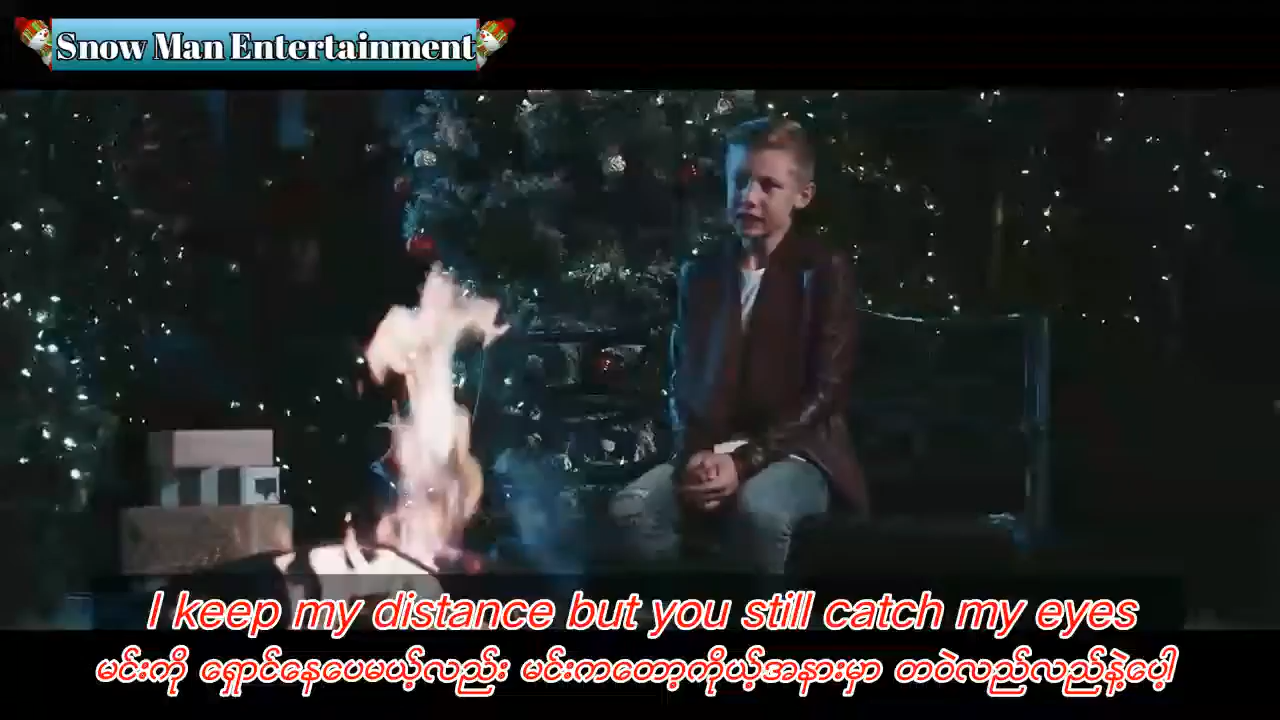 Snow Man Entertainment
I keep my distance but you still catch my eyes
မင်းကို ရှောင်နေပေမယ့်လည်း မင်းကတော့ကိုယ့်အနားမှာ တဝဲလည်လည်နဲ့ပေါ့